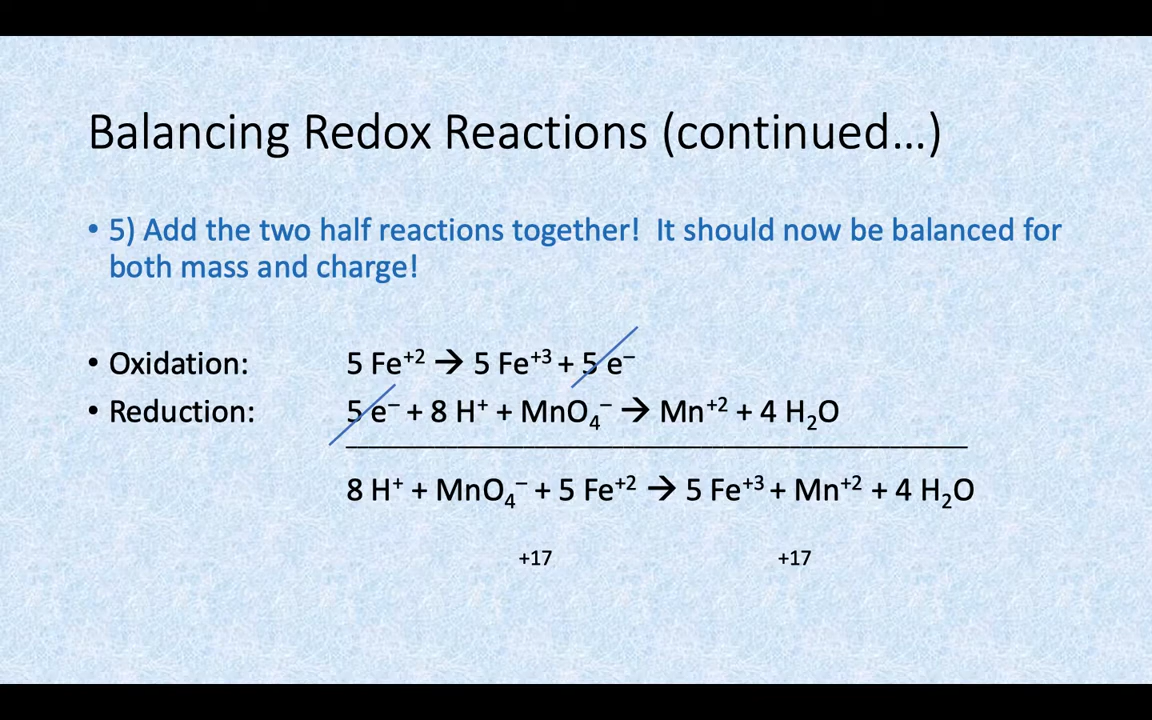 Balancing Redox Reactions (continued…)
• 5) Add the two half reactions together! It should now be balanced for
both mass and charge!
• Oxidation: 5 Fe⁺² → 5 Fe⁺³ + 5 e⁻
• Reduction: 5 e⁻ + 8 H⁺ + MnO₄⁻ → Mn⁺² + 4 H₂O
8 H⁺ + MnO₄⁻ + 5 Fe⁺² → 5 Fe⁺³ + Mn⁺² + 4 H₂O
+17 +17